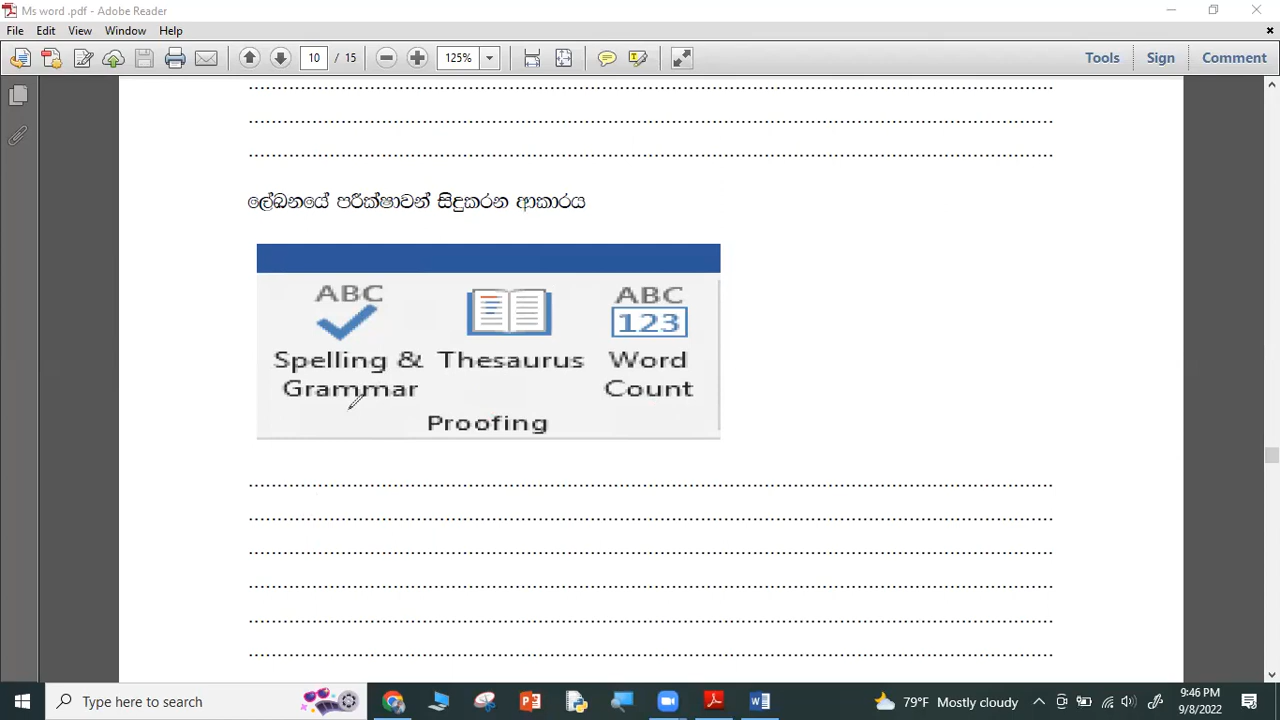 Ms word .pdf - Adobe Reader
File Edit View Window Help
10 / 15 125% Tools Sign Comment
ලේඛනයේ පරීක්ෂාවන් සිදුකරන ආකාරය
ABC ABC
123
Spelling & Thesaurus Word
Grammar Count
Proofing
Type here to search 79°F Mostly cloudy 9:46 PM
9/8/2022